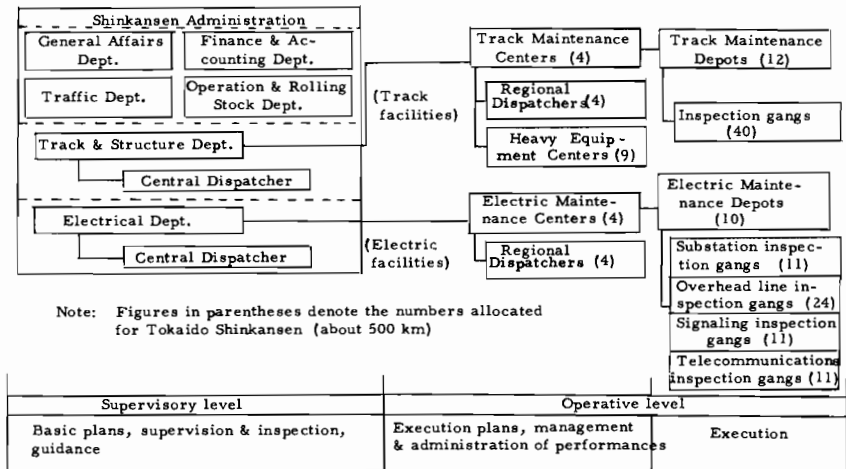 Shinkansen Administration
General Affairs
Dept.
Finance & Ac-
counting Dept.
Traffic Dept.
Operation & Rolling
Stock Dept.
Track & Structure Dept.
Central Dispatcher
Electrical Dept.
Central Dispatcher
(Track
facilities)
(Electric
facilities)
Track Maintenance
Centers (4)
Regional
Dispatchers (4)
Heavy Equip-
ment Centers (9)
Electric Mainte-
nance Centers (4)
Regional
Dispatchers (4)
Track Maintenance
Depots (12)
Inspection gangs
(40)
Electric Mainte-
nance Depots
(10)
Substation inspec-
tion gangs (11)
Overhead line in-
spection gangs (24)
Signaling inspection
gangs (11)
Telecommunications
inspection gangs (11)
Note: Figures in parentheses denote the numbers allocated
for Tokaido Shinkansen (about 500 km)
Supervisory level
Operative level
Basic plans, supervision & inspection,
guidance
Execution plans, management
& administration of performances
Execution